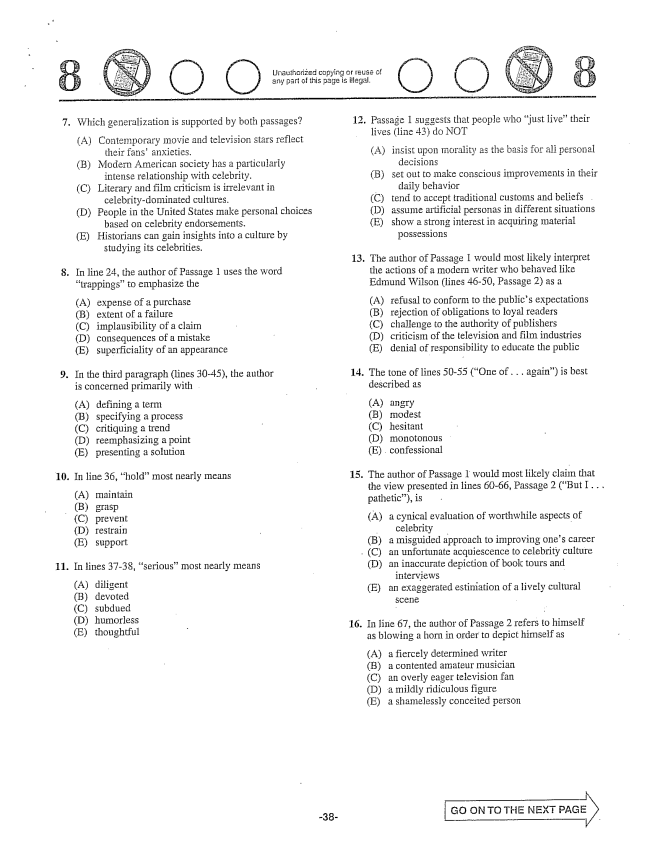 8
Unauthorized copying or reuse of
any part of this page is illegal.
8
7. Which generalization is supported by both passages?
(A) Contemporary movie and television stars reflect
their fans' anxieties.
(B) Modern American society has a particularly
intense relationship with celebrity.
(C) Literary and film criticism is irrelevant in
celebrity-dominated cultures.
(D) People in the United States make personal choices
based on celebrity endorsements.
(E) Historians can gain insights into a culture by
studying its celebrities.
8. In line 24, the author of Passage 1 uses the word
"trappings" to emphasize the
(A) expense of a purchase
(B) extent of a failure
(C) implausibility of a claim
(D) consequences of a mistake
(E) superficiality of an appearance
9. In the third paragraph (lines 30-45), the author
is concerned primarily with
(A) defining a term
(B) specifying a process
(C) critiquing a trend
(D) reemphasizing a point
(E) presenting a solution
10. In line 36, "hold" most nearly means
(A) maintain
(B) grasp
(C) prevent
(D) restrain
(E) support
11. In lines 37-38, "serious" most nearly means
(A) diligent
(B) devoted
(C) subdued
(D) humorless
(E) thoughtful
12. Passage 1 suggests that people who "just live" their
lives (line 43) do NOT
(A) insist upon morality as the basis for all personal
decisions
(B) set out to make conscious improvements in their
daily behavior
(C) tend to accept traditional customs and beliefs
(D) assume artificial personas in different situations
(E) show a strong interest in acquiring material
possessions
13. The author of Passage 1 would most likely interpret
the actions of a modern writer who behaved like
Edmund Wilson (lines 46-50, Passage 2) as a
(A) refusal to conform to the public's expectations
(B) rejection of obligations to loyal readers
(C) challenge to the authority of publishers
(D) criticism of the television and film industries
(E) denial of responsibility to educate the public
14. The tone of lines 50-55 ("One of . . . again") is best
described as
(A) angry
(B) modest
(C) hesitant
(D) monotonous
(E) confessional
15. The author of Passage 1 would most likely claim that
the view presented in lines 60-66, Passage 2 ("But I . . .
pathetic"), is
(A) a cynical evaluation of worthwhile aspects of
celebrity
(B) a misguided approach to improving one's career
(C) an unfortunate acquiescence to celebrity culture
(D) an inaccurate depiction of book tours and
interviews
(E) an exaggerated estimation of a lively cultural
scene
16. In line 67, the author of Passage 2 refers to himself
as blowing a horn in order to depict himself as
(A) a fiercely determined writer
(B) a contented amateur musician
(C) an overly eager television fan
(D) a mildly ridiculous figure
(E) a shamelessly conceited person
-38-
GO ON TO THE NEXT PAGE